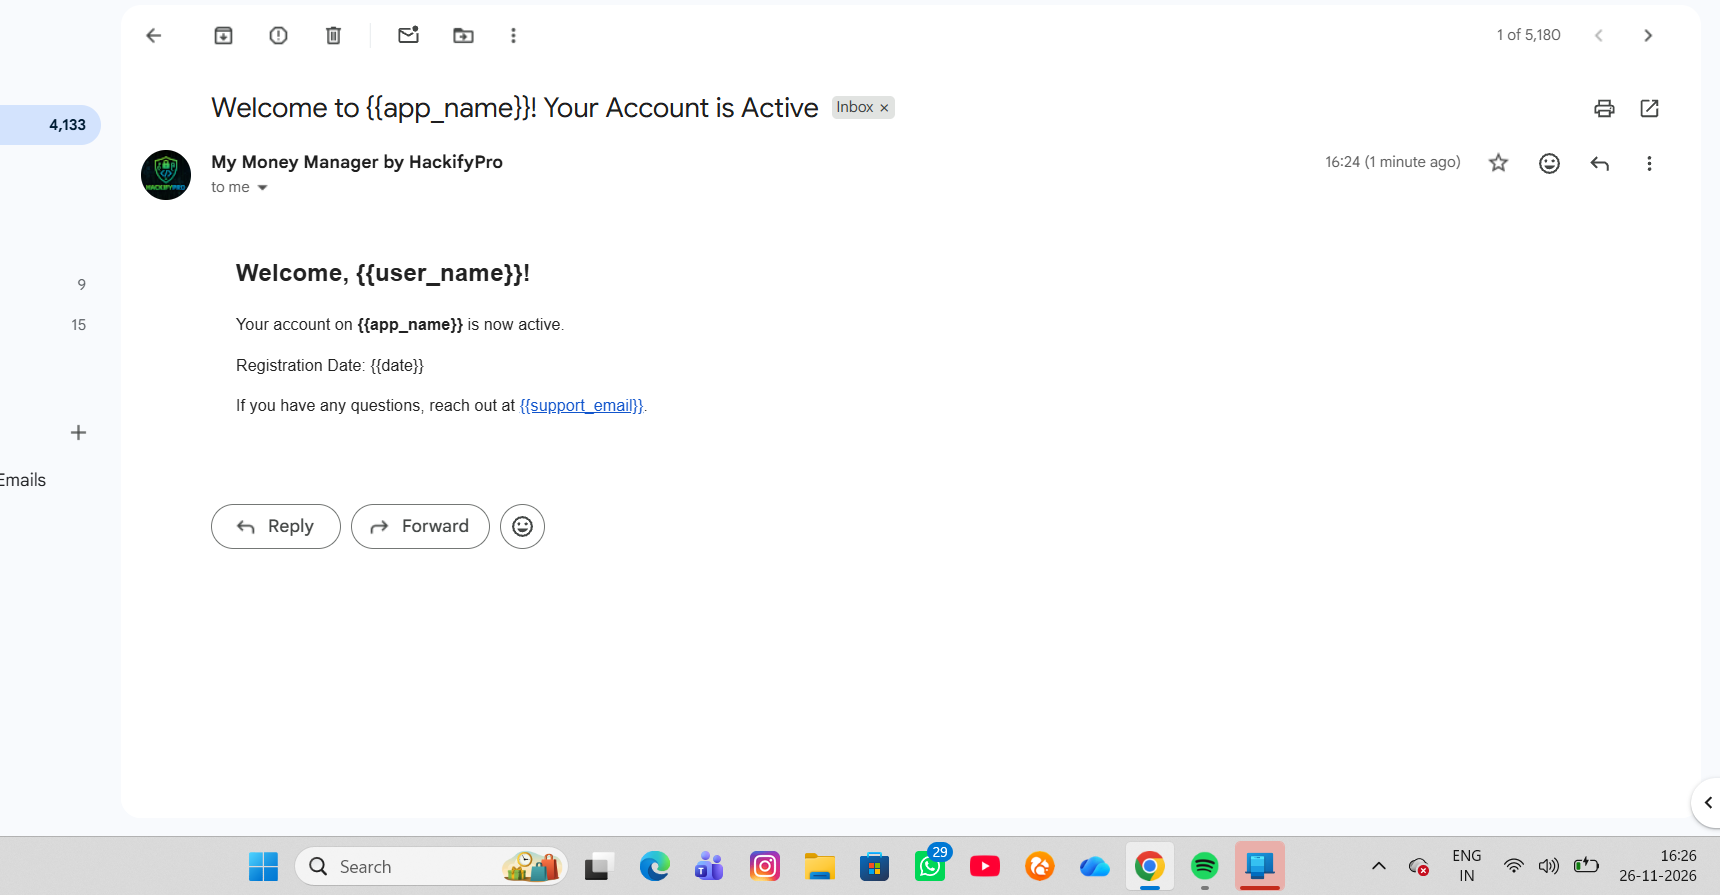 1 of 5,180
Welcome to {{app_name}}! Your Account is Active
Inbox ×
4,133
HACKIFYPRO
My Money Manager by HackifyPro
16:24 (1 minute ago)
to me
Welcome, {{user_name}}!
9
Your account on {{app_name}} is now active.
15
Registration Date: {{date}}
If you have any questions, reach out at {{support_email}}.
Emails
Reply
Forward
Search
29
ENG
IN
16:26
26-11-2026